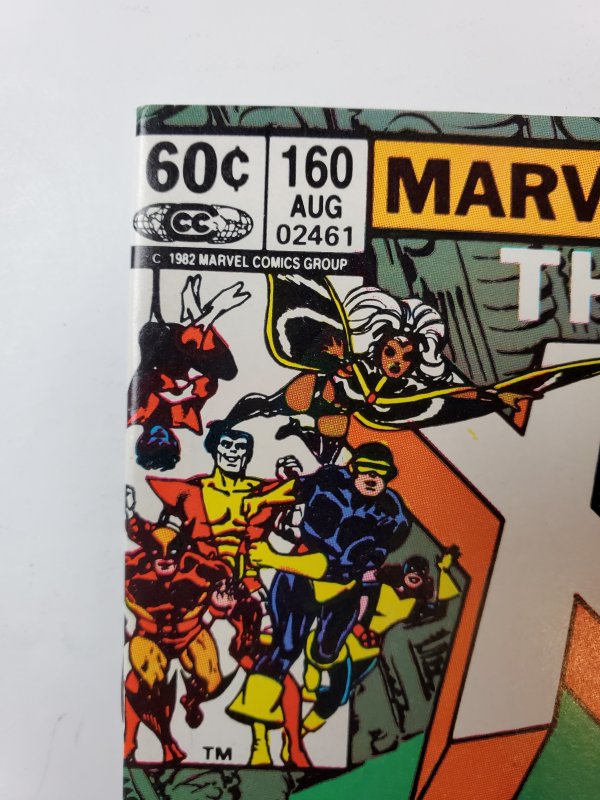 60¢
160
AUG
02461
CC
C 1982 MARVEL COMICS GROUP
MARV
TH
TM